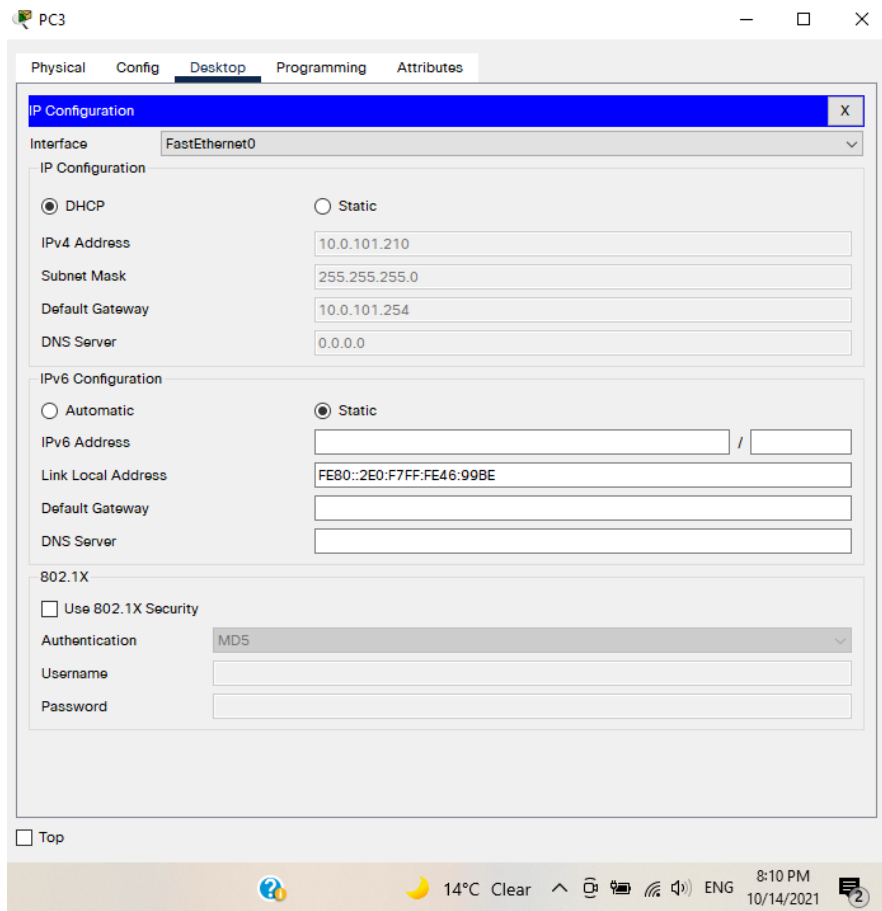 PC3
Physical Config Desktop Programming Attributes
IP Configuration X
Interface FastEthernet0
IP Configuration
DHCP Static
IPv4 Address 10.0.101.210
Subnet Mask 255.255.255.0
Default Gateway 10.0.101.254
DNS Server 0.0.0.0
IPv6 Configuration
Automatic Static
IPv6 Address /
Link Local Address FE80::2E0:F7FF:FE46:99BE
Default Gateway
DNS Server
802.1X
Use 802.1X Security
Authentication MD5
Username
Password
Top
14°C Clear ENG 8:10 PM
10/14/2021 2